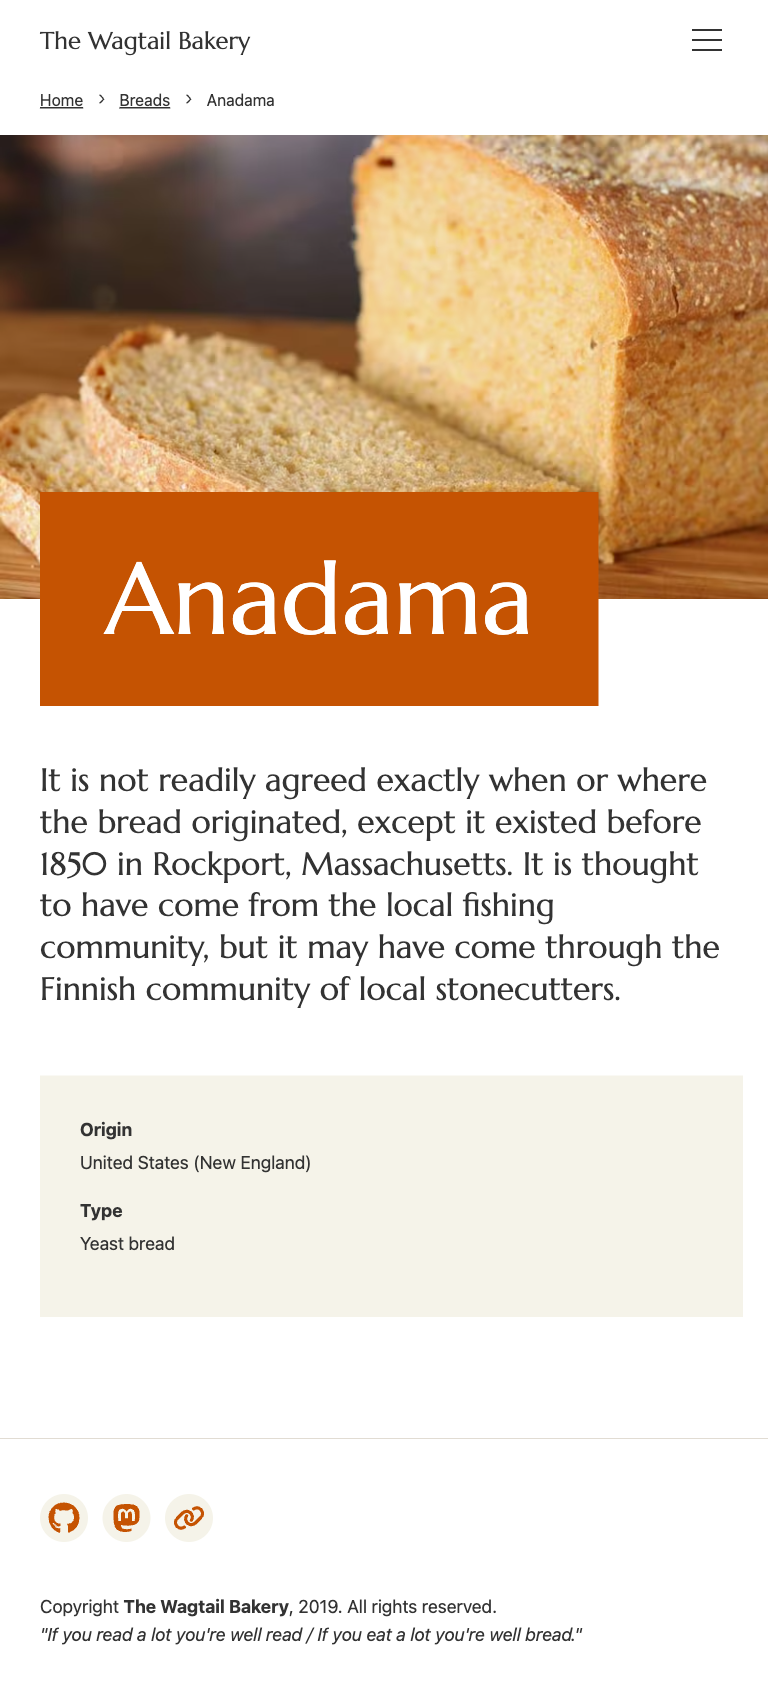 The Wagtail Bakery
Home › Breads › Anadama
Anadama
It is not readily agreed exactly when or where
the bread originated, except it existed before
1850 in Rockport, Massachusetts. It is thought
to have come from the local fishing
community, but it may have come through the
Finnish community of local stonecutters.
Origin
United States (New England)
Type
Yeast bread
Copyright The Wagtail Bakery, 2019. All rights reserved.
"If you read a lot you're well read / If you eat a lot you're well bread."